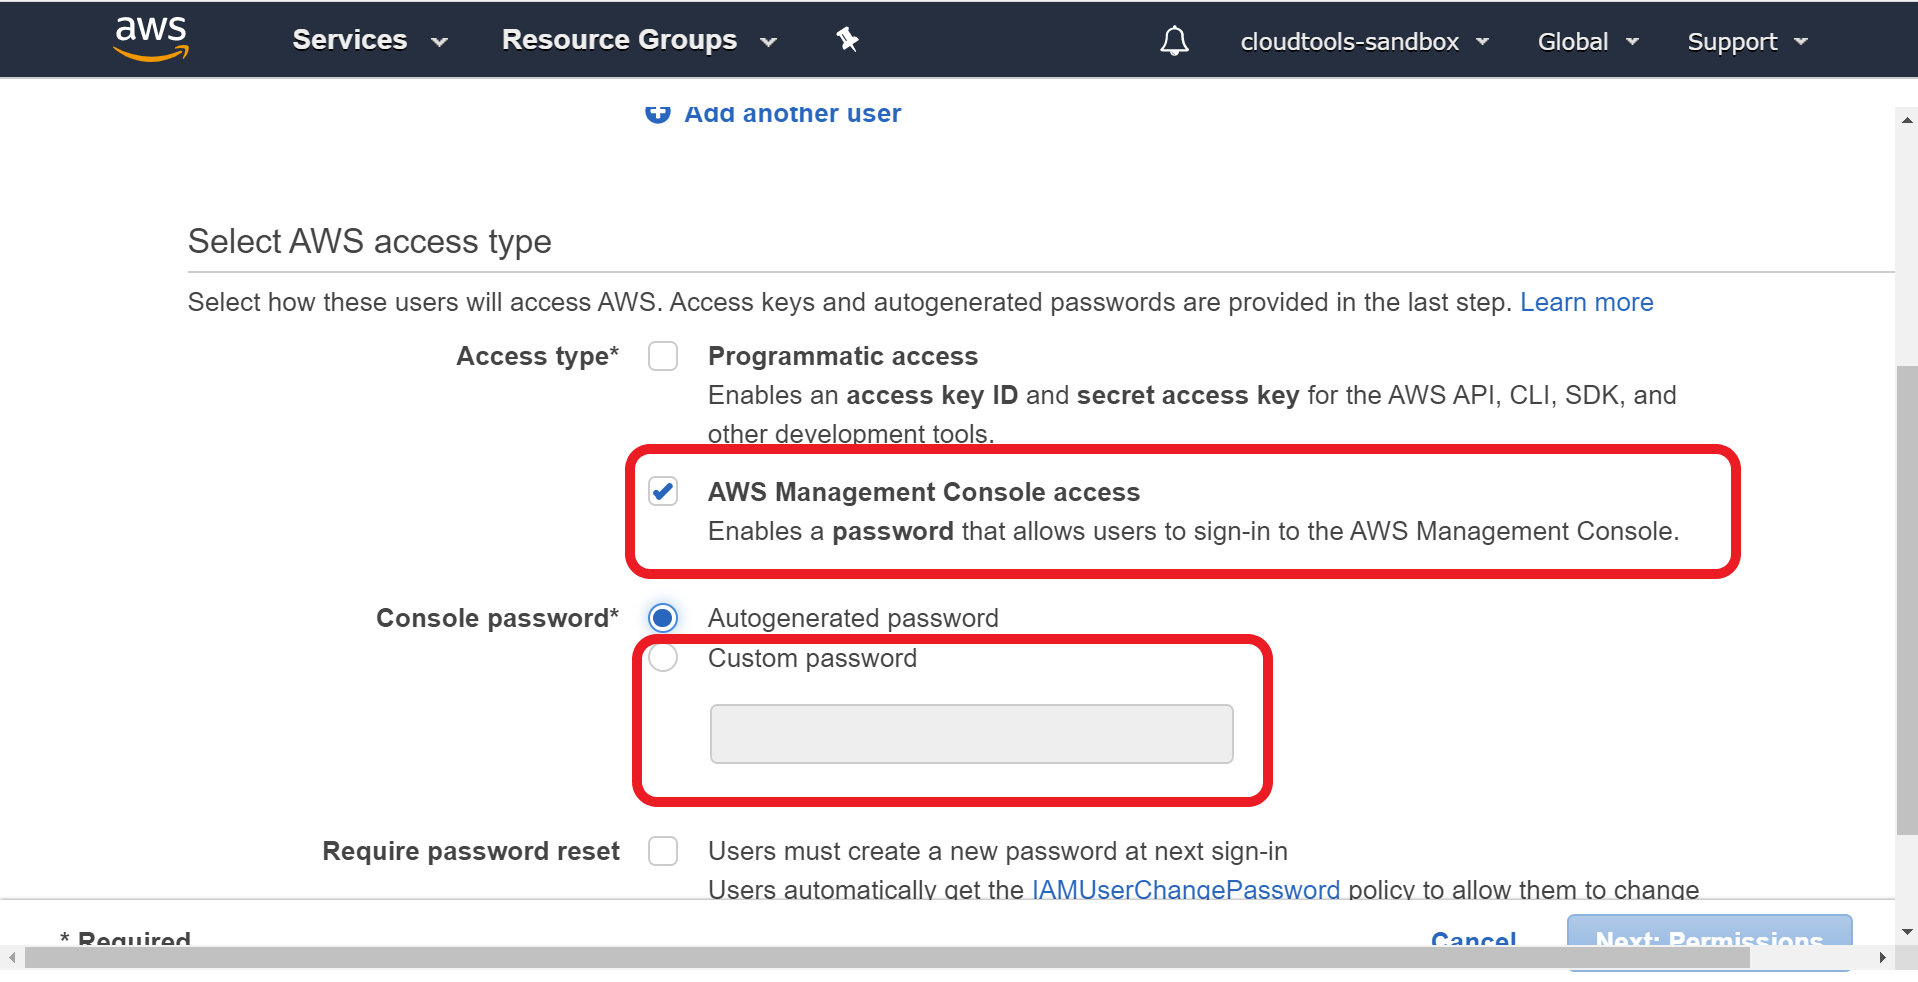 aws Services Resource Groups cloudtools-sandbox Global Support
Add another user
Select AWS access type
Select how these users will access AWS. Access keys and autogenerated passwords are provided in the last step. Learn more
Access type* Programmatic access
Enables an access key ID and secret access key for the AWS API, CLI, SDK, and
other development tools.
AWS Management Console access
Enables a password that allows users to sign-in to the AWS Management Console.
Console password* Autogenerated password
Custom password
Require password reset Users must create a new password at next sign-in
Users automatically get the IAMUserChangePassword policy to allow them to change
* Required Cancel Next: Permissions